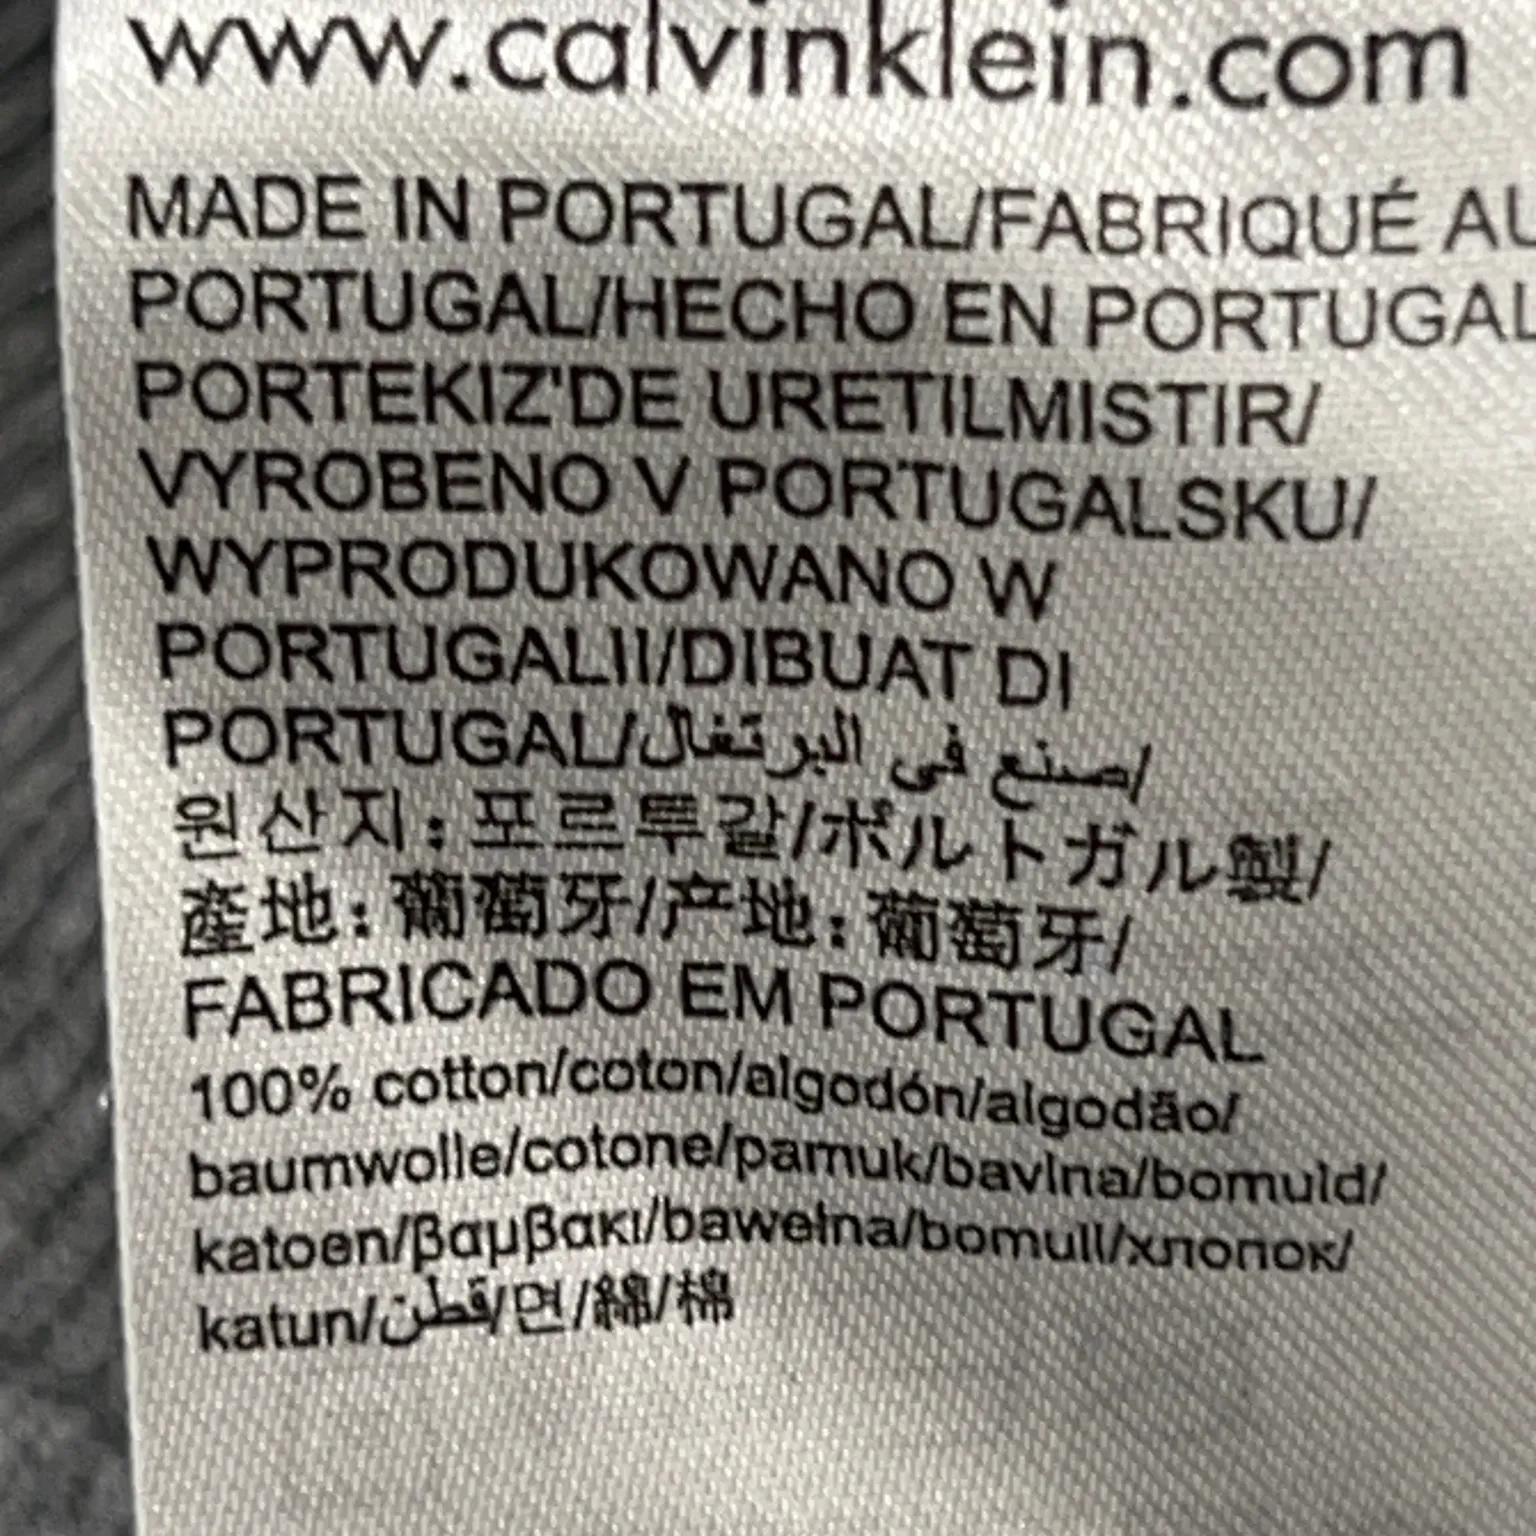 www.calvinklein.com
MADE IN PORTUGAL/FABRIQUÉ AU
PORTUGAL/HECHO EN PORTUGAL
PORTEKIZ'DE URETILMISTIR/
VYROBENO V PORTUGALSKU/
WYPRODUKOWANO W
PORTUGALII/DIBUAT DI
PORTUGAL/صنع في البرتغال/
원산지:포르투갈/ポルトガル製/
產地:葡萄牙/产地:葡萄牙/
FABRICADO EM PORTUGAL
100% cotton/coton/algodón/algodão/
baumwolle/cotone/pamuk/bavlna/bomuld/
katoen/βαμβακι/bawełna/bomull/хлопок/
katun/قطن/면/綿/棉